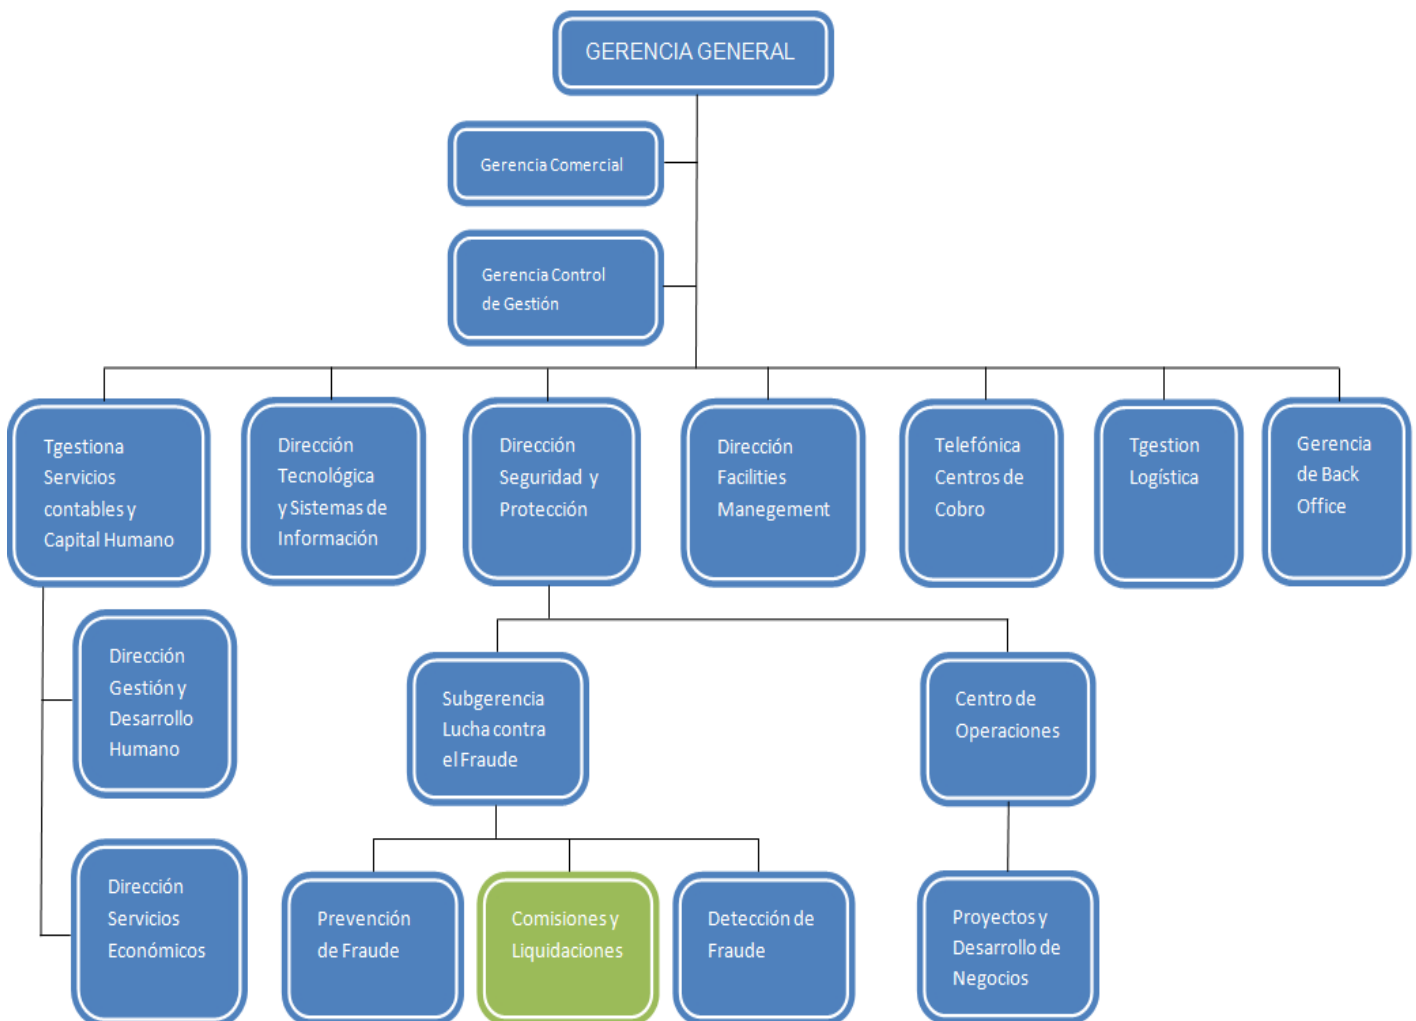 GERENCIA GENERAL
Gerencia Comercial
Gerencia Control
de Gestión
Tgestiona
Servicios
contables y
Capital Humano
Dirección
Tecnológica
y Sistemas de
Información
Dirección
Seguridad y
Protección
Dirección
Facilities
Manegement
Telefónica
Centros de
Cobro
Tgestion
Logística
Gerencia
de Back
Office
Dirección
Gestión y
Desarrollo
Humano
Subgerencia
Lucha contra
el Fraude
Centro de
Operaciones
Dirección
Servicios
Económicos
Prevención
de Fraude
Comisiones y
Liquidaciones
Detección de
Fraude
Proyectos y
Desarrollo de
Negocios